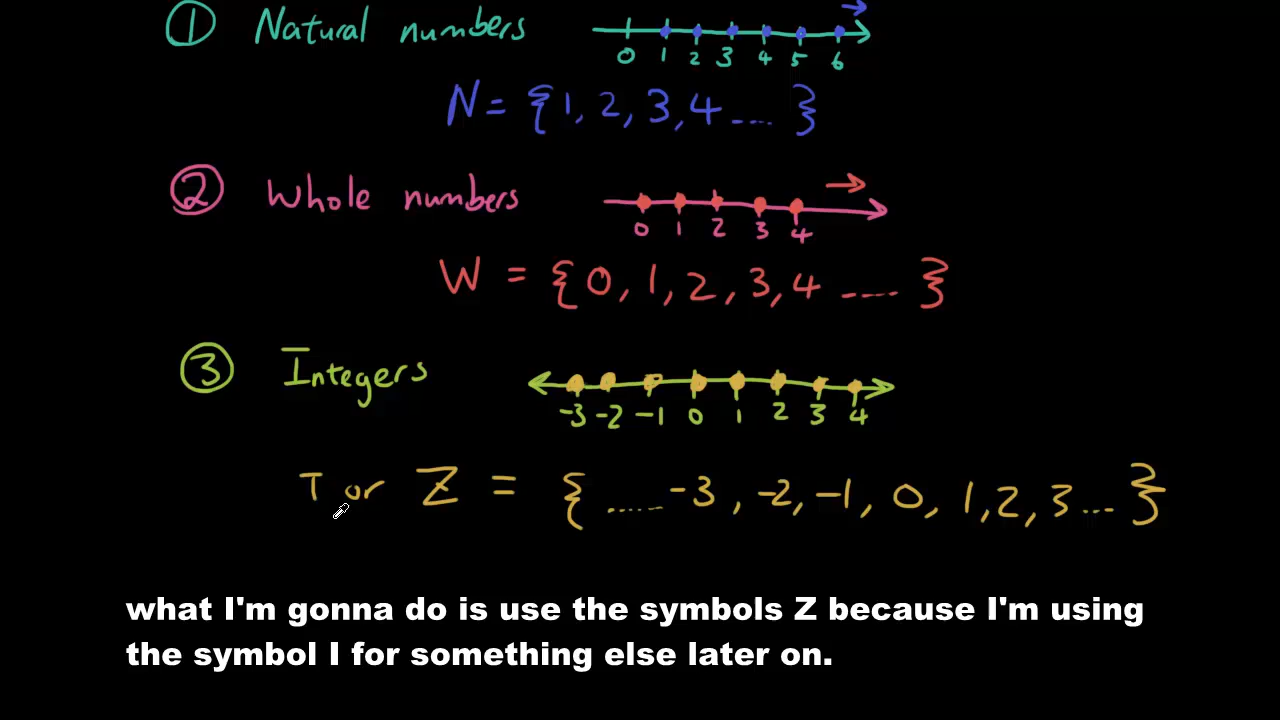 ① Natural numbers
0 1 2 3 4 5 6
N = {1, 2, 3, 4 .... }
② Whole numbers
0 1 2 3 4
W = {0, 1, 2, 3, 4 ...... }
③ Integers
-3 -2 -1 0 1 2 3 4
I or Z = { ...... -3, -2, -1, 0, 1, 2, 3 .... }
what I'm gonna do is use the symbols Z because I'm using
the symbol I for something else later on.